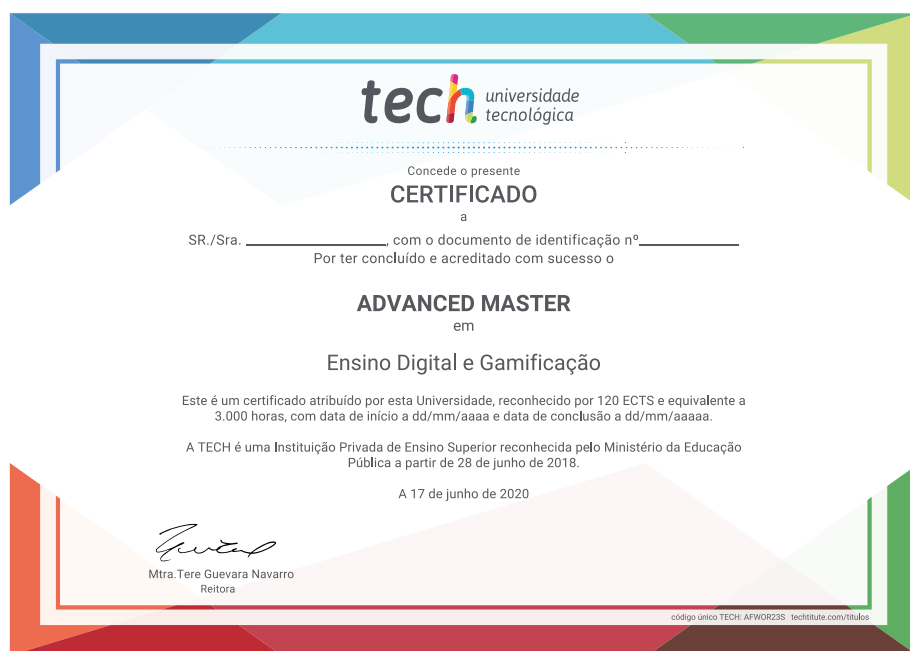 tech universidade
tecnológica
Concede o presente
CERTIFICADO
a
SR./Sra. ____________________, com o documento de identificação nº______________
Por ter concluído e acreditado com sucesso o
ADVANCED MASTER
em
Ensino Digital e Gamificação
Este é um certificado atribuído por esta Universidade, reconhecido por 120 ECTS e equivalente a
3.000 horas, com data de início a dd/mm/aaaa e data de conclusão a dd/mm/aaaaa.
A TECH é uma Instituição Privada de Ensino Superior reconhecida pelo Ministério da Educação
Pública a partir de 28 de junho de 2018.
A 17 de junho de 2020
Mtra.Tere Guevara Navarro
Reitora
código único TECH: AFWOR23S techtitute.com/titulos